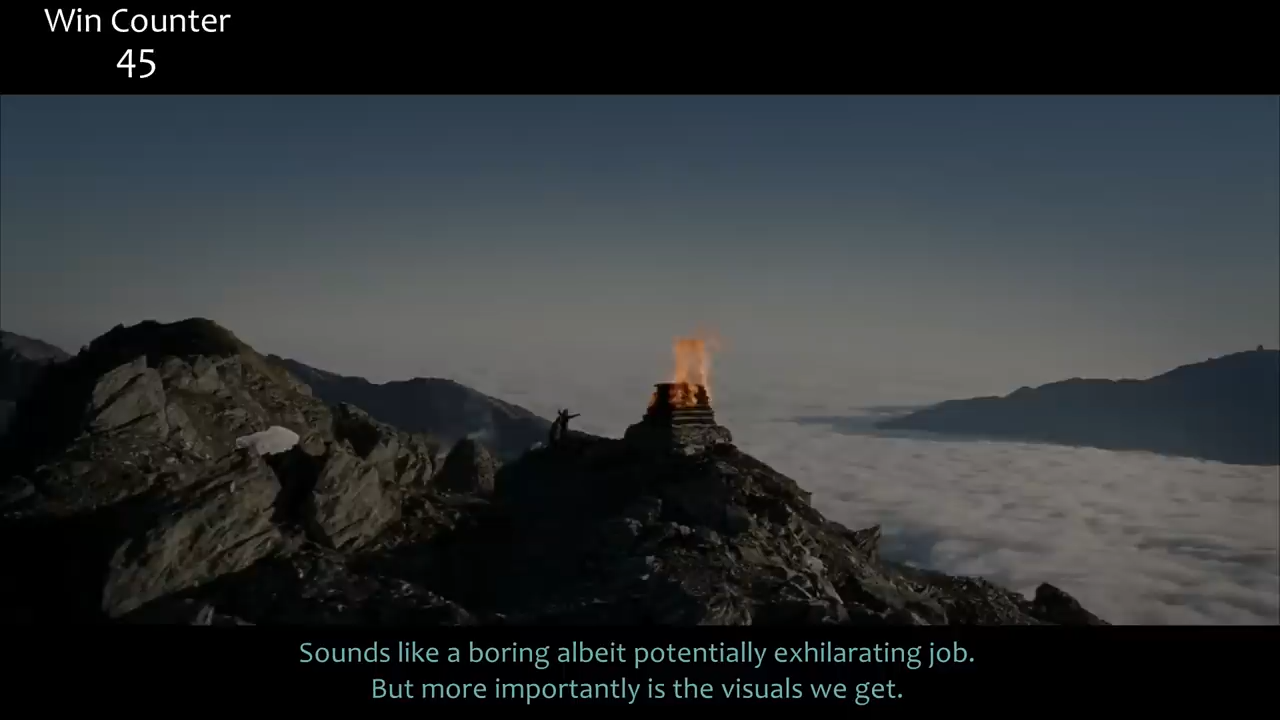 Win Counter
45
Sounds like a boring albeit potentially exhilarating job.
But more importantly is the visuals we get.